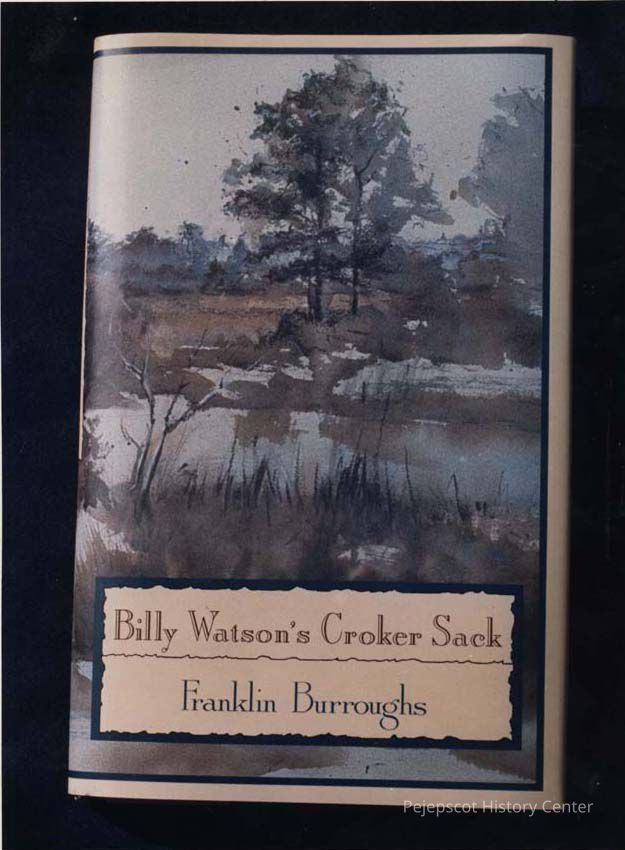 Billy Watson's Croker Sack
Franklin Burroughs
Pejepscot History Center